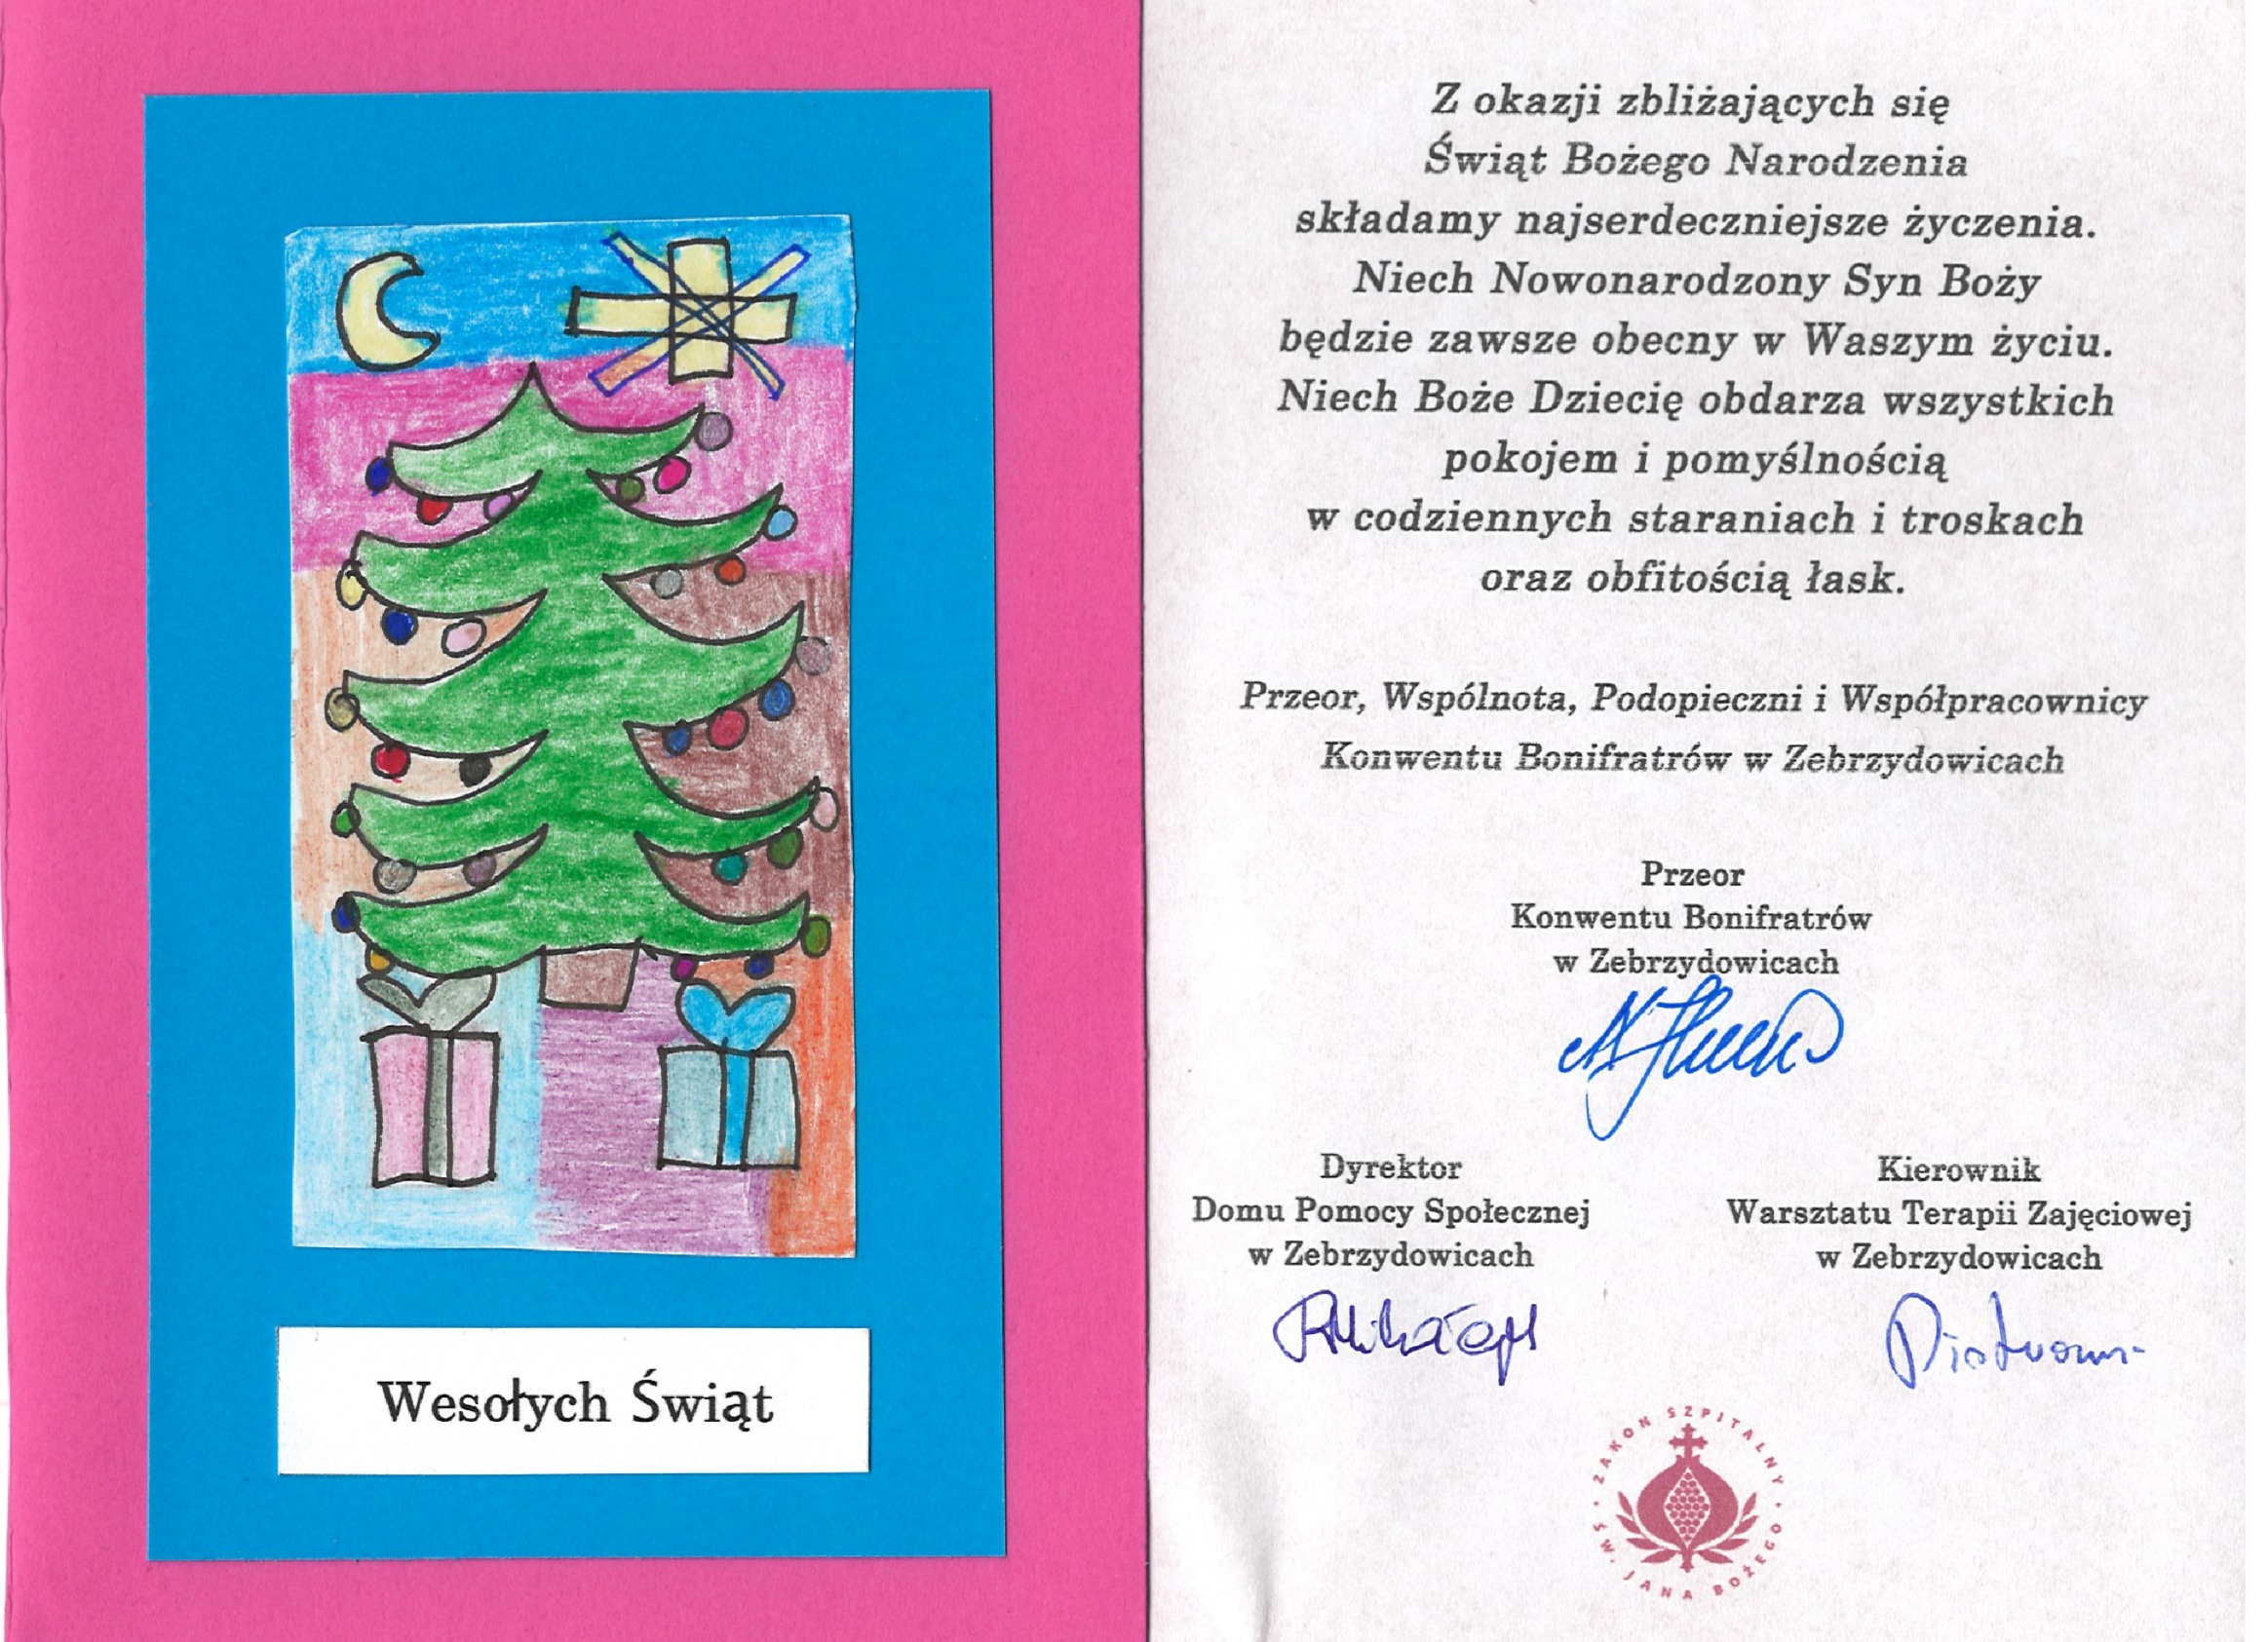 Wesołych Świąt
Z okazji zbliżających się
Świąt Bożego Narodzenia
składamy najserdeczniejsze życzenia.
Niech Nowonarodzony Syn Boży
będzie zawsze obecny w Waszym życiu.
Niech Boże Dziecię obdarza wszystkich
pokojem i pomyślnością
w codziennych staraniach i troskach
oraz obfitością łask.
Przeor, Wspólnota, Podopieczni i Współpracownicy
Konwentu Bonifratrów w Zebrzydowicach
Przeor
Konwentu Bonifratrów
w Zebrzydowicach
Dyrektor
Domu Pomocy Społecznej
w Zebrzydowicach
Kierownik
Warsztatu Terapii Zajęciowej
w Zebrzydowicach
ZAKON SZPITALNY
ŚW. JANA BOŻEGO